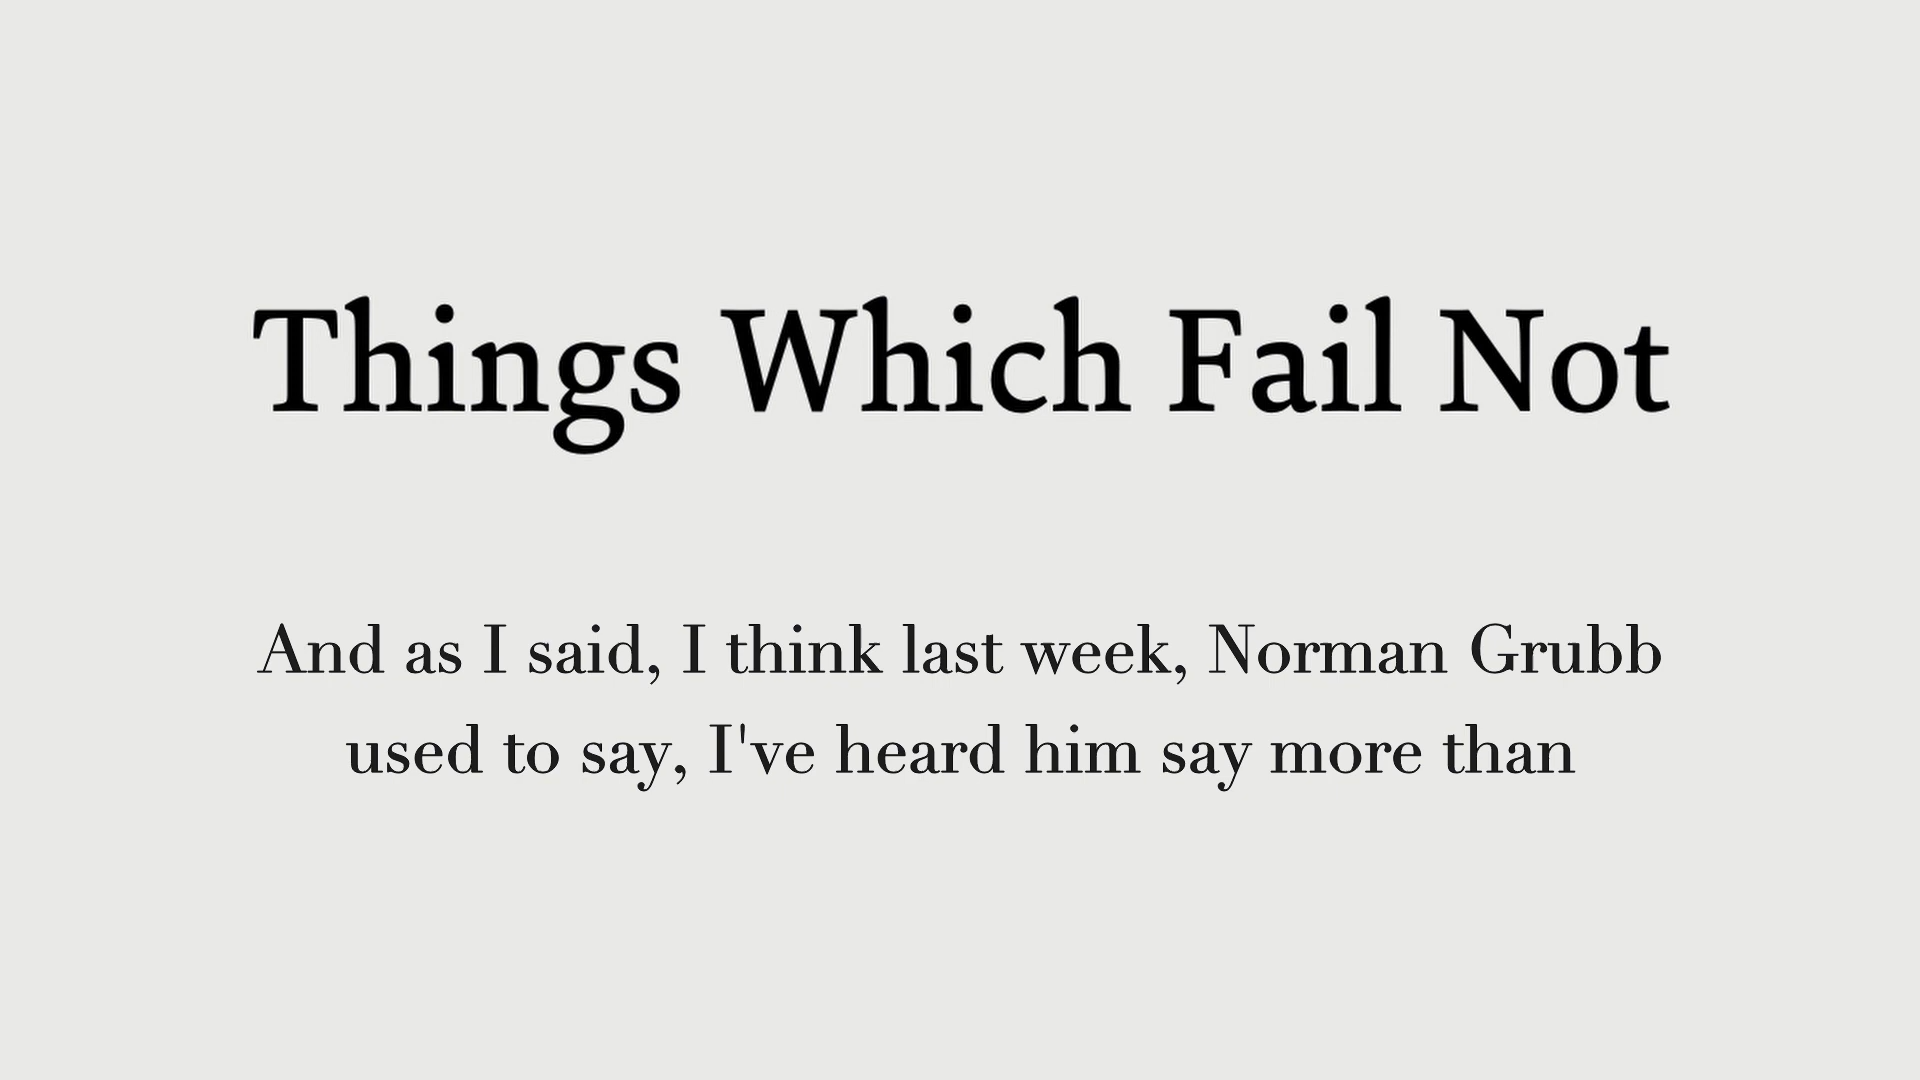 Things Which Fail Not
And as I said, I think last week, Norman Grubb
used to say, I've heard him say more than